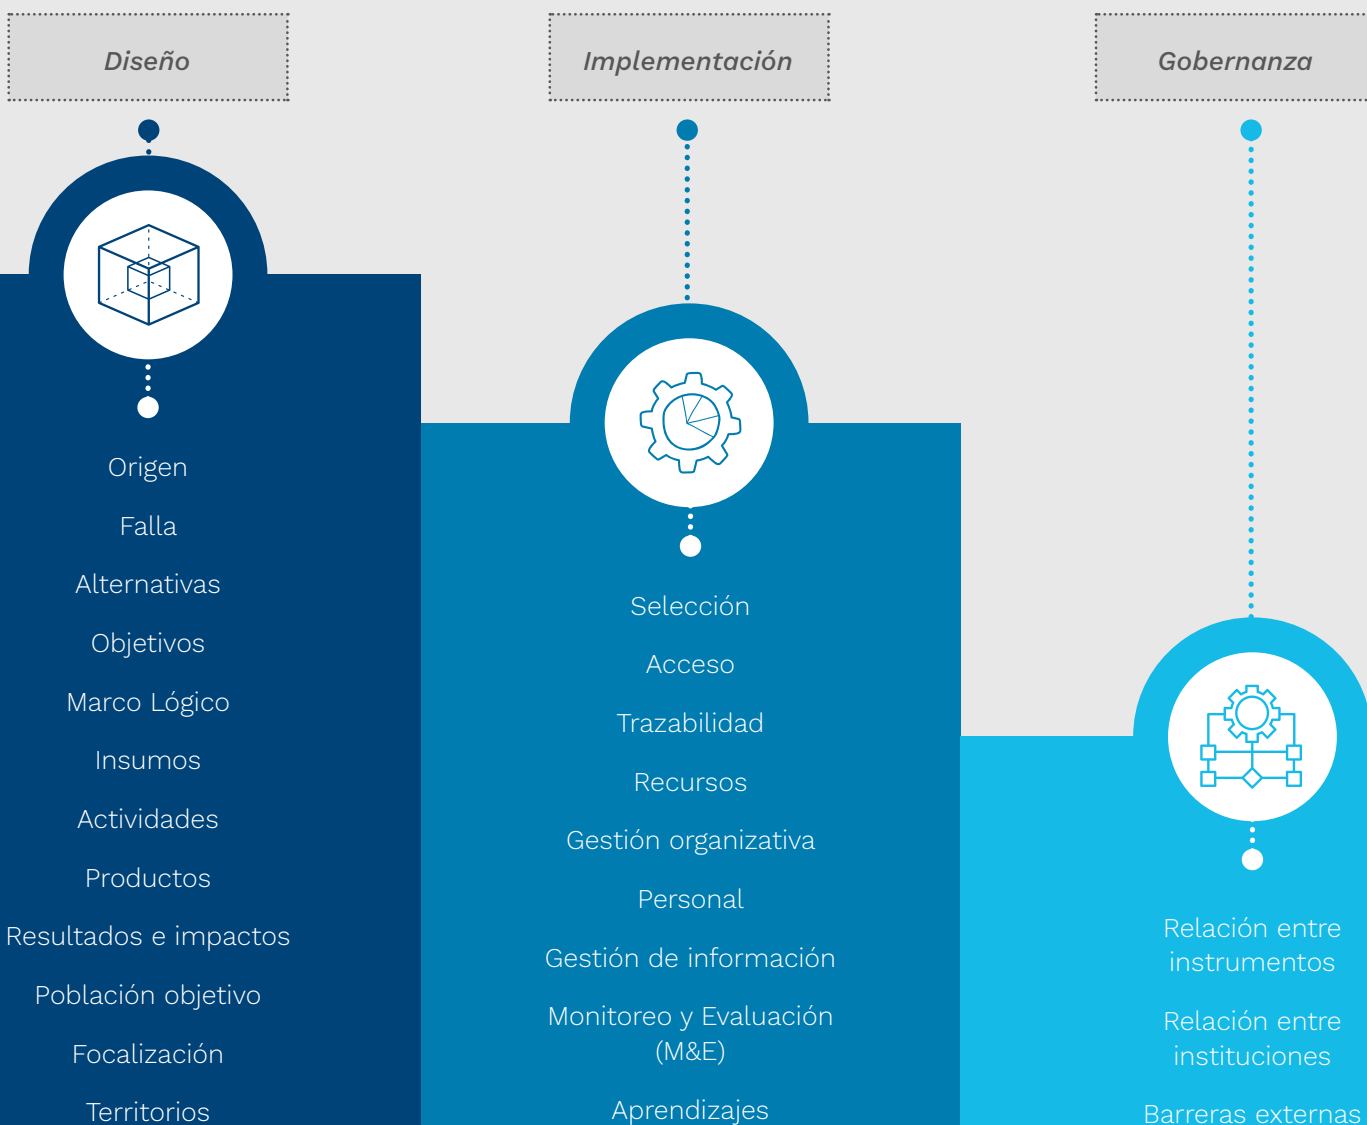 Diseño
Origen
Falla
Alternativas
Objetivos
Marco Lógico
Insumos
Actividades
Productos
Resultados e impactos
Población objetivo
Focalización
Territorios
Implementación
Selección
Acceso
Trazabilidad
Recursos
Gestión organizativa
Personal
Gestión de información
Monitoreo y Evaluación
(M&E)
Aprendizajes
Gobernanza
Relación entre
instrumentos
Relación entre
instituciones
Barreras externas